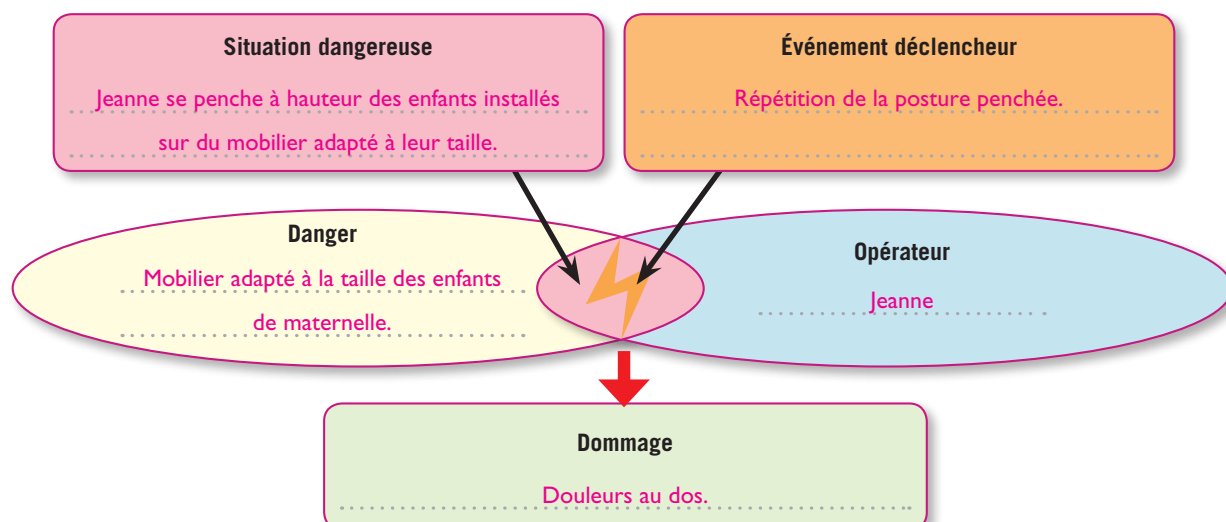 Situation dangereuse
Jeanne se penche à hauteur des enfants installés
sur du mobilier adapté à leur taille.
Événement déclencheur
Répétition de la posture penchée.
Danger
Mobilier adapté à la taille des enfants
de maternelle.
Opérateur
Jeanne
Dommage
Douleurs au dos.